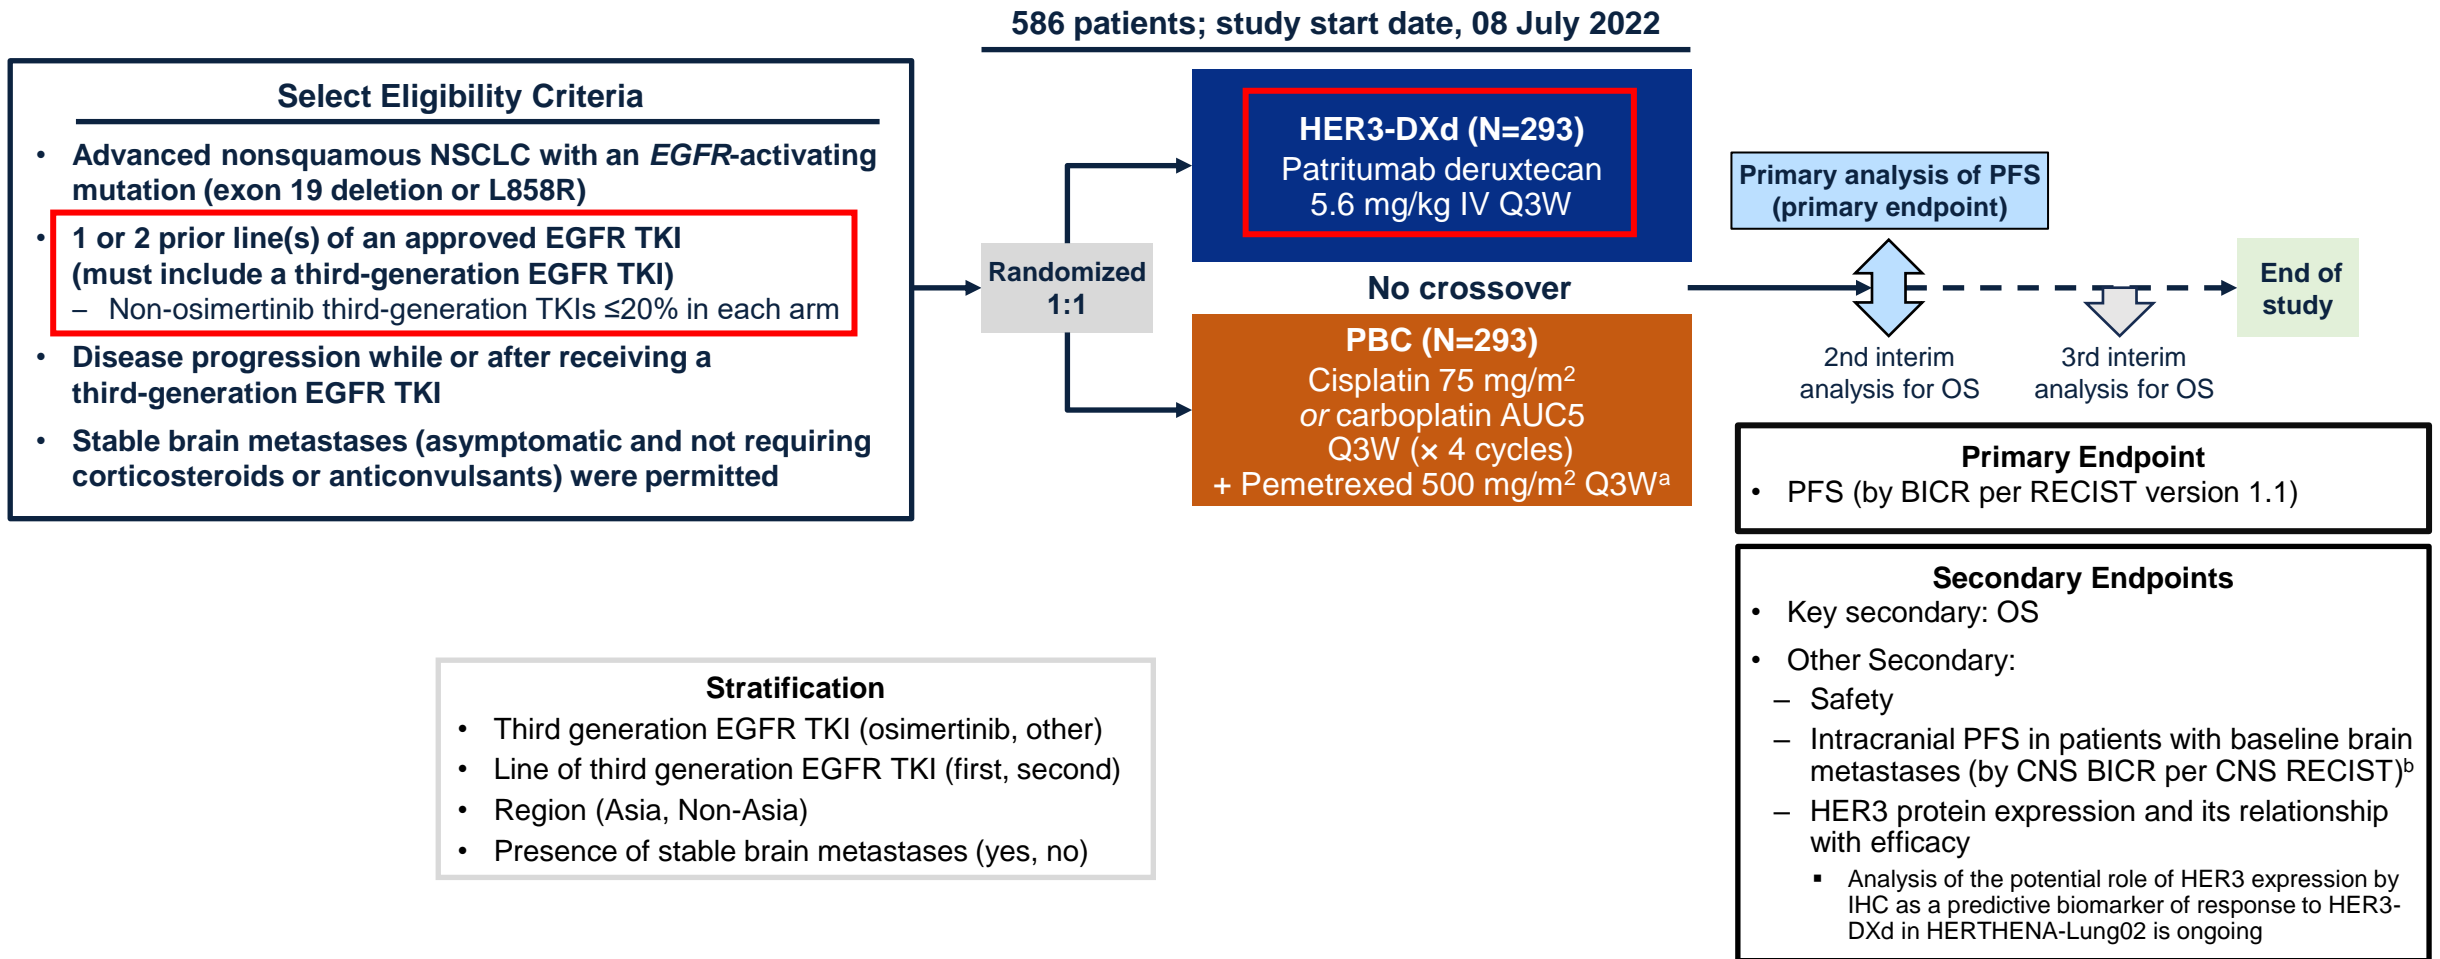 586 patients; study start date, 08 July 2022
Select Eligibility Criteria
• Advanced nonsquamous NSCLC with an EGFR-activating
mutation (exon 19 deletion or L858R)
• 1 or 2 prior line(s) of an approved EGFR TKI
(must include a third-generation EGFR TKI)
– Non-osimertinib third-generation TKIs ≤20% in each arm
• Disease progression while or after receiving a
third-generation EGFR TKI
• Stable brain metastases (asymptomatic and not requiring
corticosteroids or anticonvulsants) were permitted
Randomized
1:1
HER3-DXd (N=293)
Patritumab deruxtecan
5.6 mg/kg IV Q3W
No crossover
PBC (N=293)
Cisplatin 75 mg/m²
or carboplatin AUC5
Q3W (× 4 cycles)
+ Pemetrexed 500 mg/m² Q3Wᵃ
Primary analysis of PFS
(primary endpoint)
2nd interim
analysis for OS
3rd interim
analysis for OS
End of
study
Primary Endpoint
• PFS (by BICR per RECIST version 1.1)
Secondary Endpoints
• Key secondary: OS
• Other Secondary:
– Safety
– Intracranial PFS in patients with baseline brain
metastases (by CNS BICR per CNS RECIST)ᵇ
– HER3 protein expression and its relationship
with efficacy
▪ Analysis of the potential role of HER3 expression by
IHC as a predictive biomarker of response to HER3-
DXd in HERTHENA-Lung02 is ongoing
Stratification
• Third generation EGFR TKI (osimertinib, other)
• Line of third generation EGFR TKI (first, second)
• Region (Asia, Non-Asia)
• Presence of stable brain metastases (yes, no)